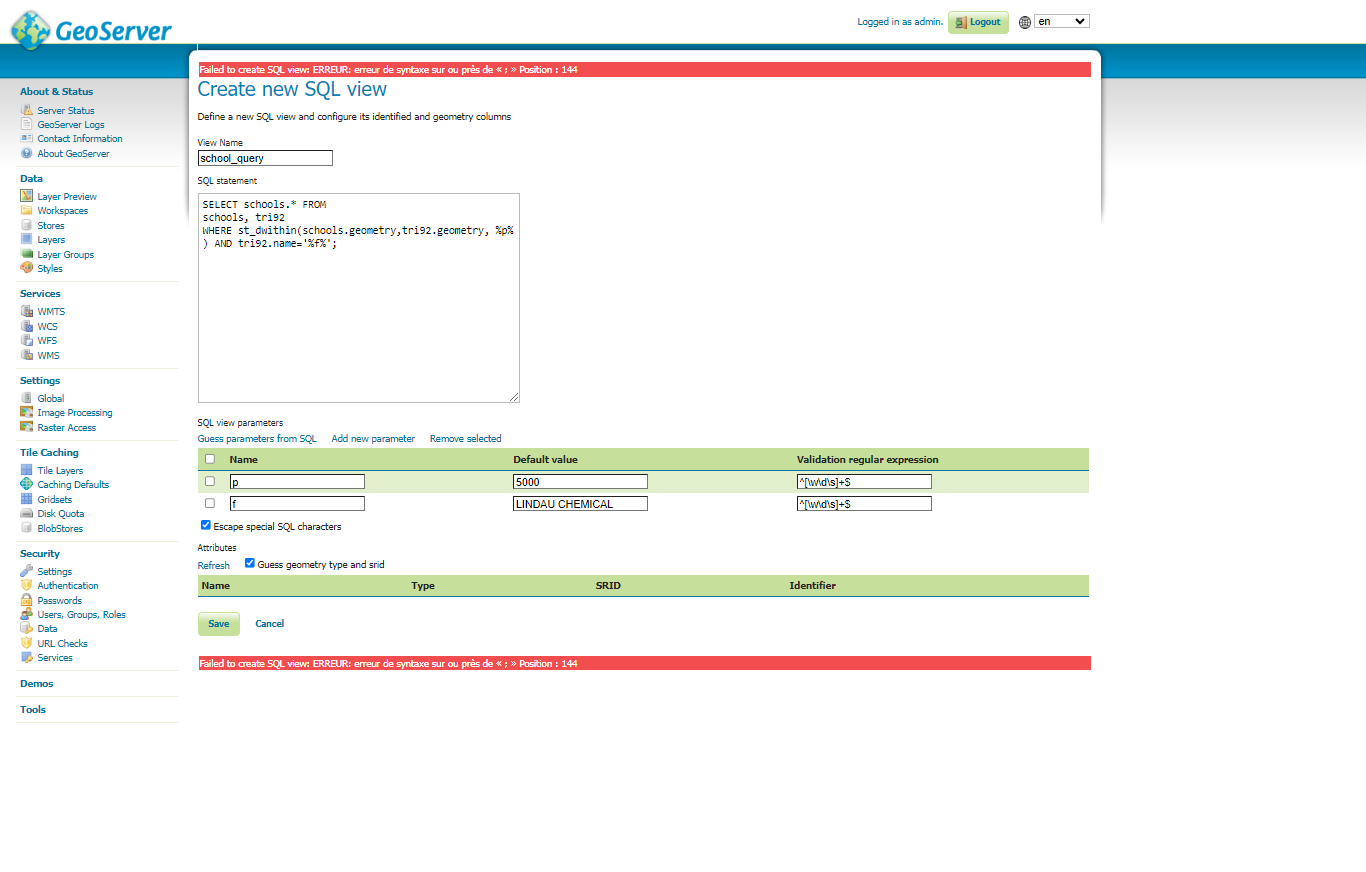 GeoServer
Logged in as admin. Logout en
Failed to create SQL view: ERREUR: erreur de syntaxe sur ou près de « ; » Position : 144
Create new SQL view
Define a new SQL view and configure its identified and geometry columns
View Name
school_query
SQL statement
SELECT schools.* FROM
schools, tri92
WHERE st_dwithin(schools.geometry,tri92.geometry, %p%
) AND tri92.name='%f%';
SQL view parameters
Guess parameters from SQL Add new parameter Remove selected
Name Default value Validation regular expression
p 5000 ^[\w\d\s]+$
f LINDAU CHEMICAL ^[\w\d\s]+$
Escape special SQL characters
Attributes
Refresh Guess geometry type and srid
Name Type SRID Identifier
Save Cancel
Failed to create SQL view: ERREUR: erreur de syntaxe sur ou près de « ; » Position : 144
About & Status
Server Status
GeoServer Logs
Contact Information
About GeoServer
Data
Layer Preview
Workspaces
Stores
Layers
Layer Groups
Styles
Services
WMTS
WCS
WFS
WMS
Settings
Global
Image Processing
Raster Access
Tile Caching
Tile Layers
Caching Defaults
Gridsets
Disk Quota
BlobStores
Security
Settings
Authentication
Passwords
Users, Groups, Roles
Data
URL Checks
Services
Demos
Tools